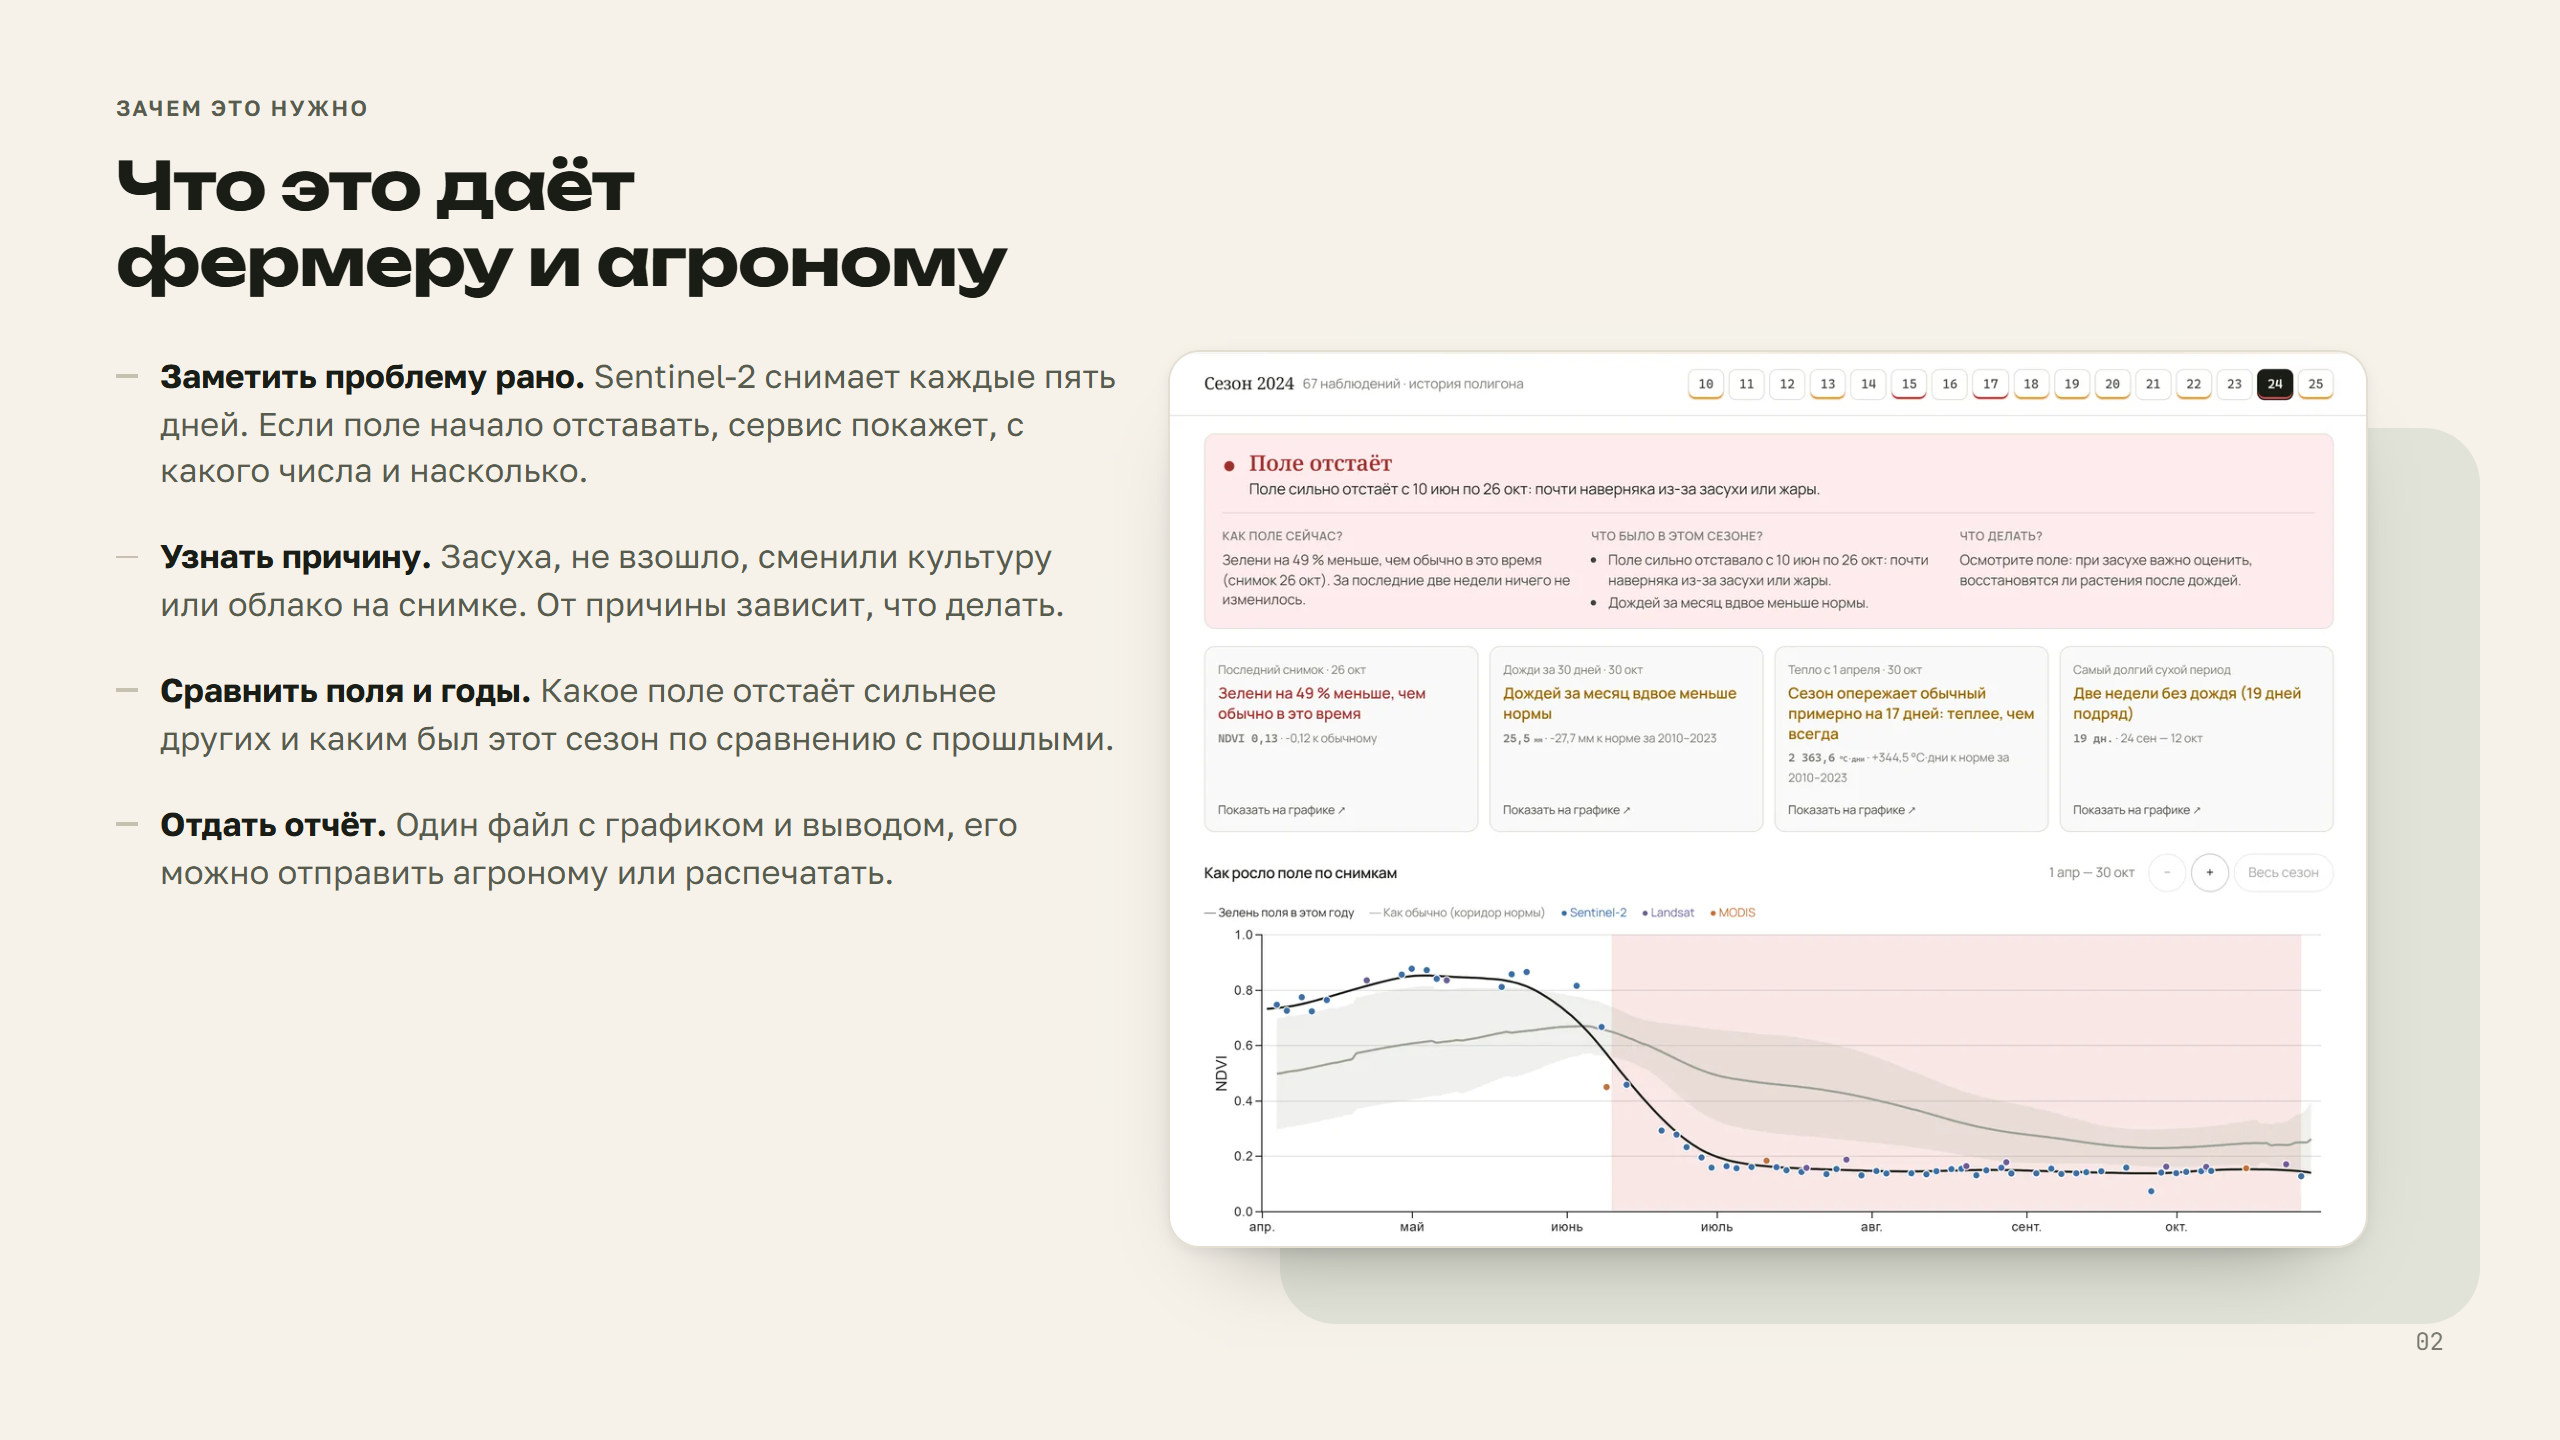 ЗАЧЕМ ЭТО НУЖНО
Что это даёт
фермеру и агроному
— Заметить проблему рано. Sentinel-2 снимает каждые пять
дней. Если поле начало отставать, сервис покажет, с
какого числа и насколько.
— Узнать причину. Засуха, не взошло, сменили культуру
или облако на снимке. От причины зависит, что делать.
— Сравнить поля и годы. Какое поле отстаёт сильнее
других и каким был этот сезон по сравнению с прошлыми.
— Отдать отчёт. Один файл с графиком и выводом, его
можно отправить агроному или распечатать.
Сезон 2024 67 наблюдений · история полигона
10 11 12 13 14 15 16 17 18 19 20 21 22 23 24 25
Поле отстаёт
Поле сильно отстаёт с 10 июн по 26 окт: почти наверняка из-за засухи или жары.
КАК ПОЛЕ СЕЙЧАС?
Зелени на 49 % меньше, чем обычно в это время
(снимок 26 окт). За последние две недели ничего не
изменилось.
ЧТО БЫЛО В ЭТОМ СЕЗОНЕ?
• Поле сильно отставало с 10 июн по 26 окт: почти
наверняка из-за засухи или жары.
• Дождей за месяц вдвое меньше нормы.
ЧТО ДЕЛАТЬ?
Осмотрите поле: при засухе важно оценить,
восстановятся ли растения после дождей.
Последний снимок · 26 окт
Зелени на 49 % меньше, чем
обычно в это время
NDVI 0,13 · -0,12 к обычному
Показать на графике ↗
Дожди за 30 дней · 30 окт
Дождей за месяц вдвое меньше
нормы
25,5 мм · -27,7 мм к норме за 2010–2023
Показать на графике ↗
Тепло с 1 апреля · 30 окт
Сезон опережает обычный
примерно на 17 дней: теплее, чем
всегда
2 363,6 °C·дни · +344,5 °C·дни к норме за
2010–2023
Показать на графике ↗
Самый долгий сухой период
Две недели без дождя (19 дней
подряд)
19 дн. · 24 сен — 12 окт
Показать на графике ↗
Как росло поле по снимкам
1 апр — 30 окт − + Весь сезон
— Зелень поля в этом году — Как обычно (коридор нормы) • Sentinel-2 • Landsat • MODIS
NDVI
1.0
0.8
0.6
0.4
0.2
0.0
апр. май июнь июль авг. сент. окт.
02